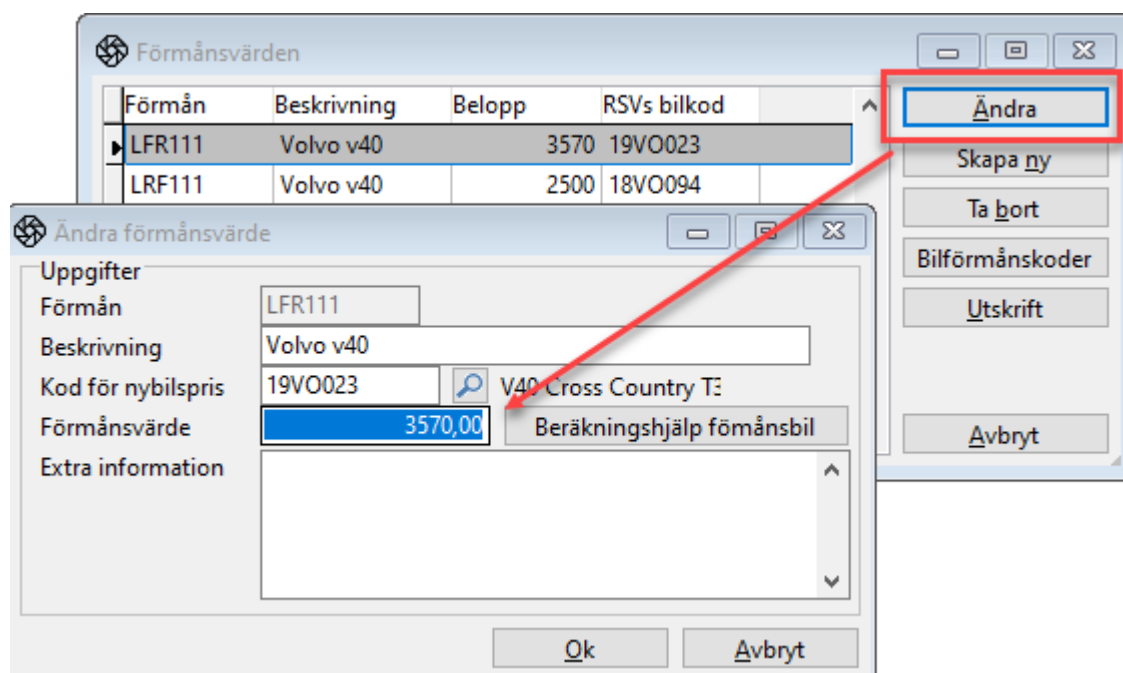 Förmånsvärden
Förmån Beskrivning Belopp RSVs bilkod
LFR111 Volvo v40 3570 19VO023
LRF111 Volvo v40 2500 18VO094
Ändra
Skapa ny
Ta bort
Bilförmånskoder
Utskrift
Avbryt
Ändra förmånsvärde
Uppgifter
Förmån LFR111
Beskrivning Volvo v40
Kod för nybilspris 19VO023 V40 Cross Country
Förmånsvärde 3570,00 Beräkningshjälp fömånsbil
Extra information
Ok Avbryt